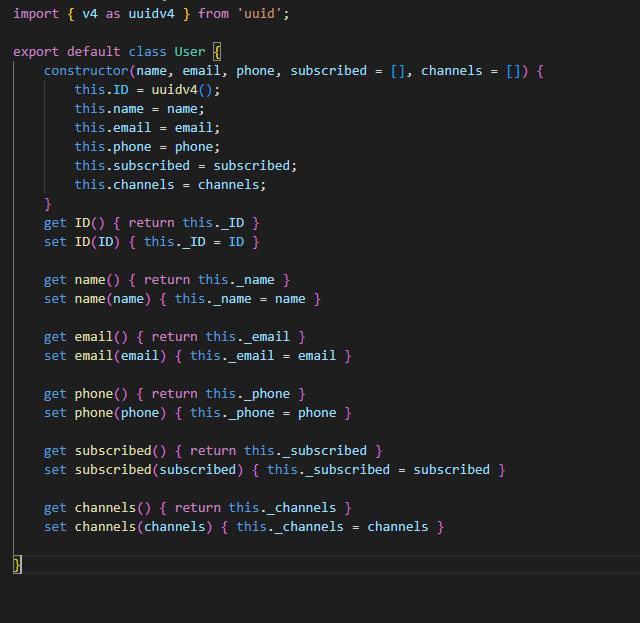 import { v4 as uuidv4 } from 'uuid';
export default class User {
constructor(name, email, phone, subscribed = [], channels = []) {
this.ID = uuidv4();
this.name = name;
this.email = email;
this.phone = phone;
this.subscribed = subscribed;
this.channels = channels;
}
get ID() { return this._ID }
set ID(ID) { this._ID = ID }
get name() { return this._name }
set name(name) { this._name = name }
get email() { return this._email }
set email(email) { this._email = email }
get phone() { return this._phone }
set phone(phone) { this._phone = phone }
get subscribed() { return this._subscribed }
set subscribed(subscribed) { this._subscribed = subscribed }
get channels() { return this._channels }
set channels(channels) { this._channels = channels }
}